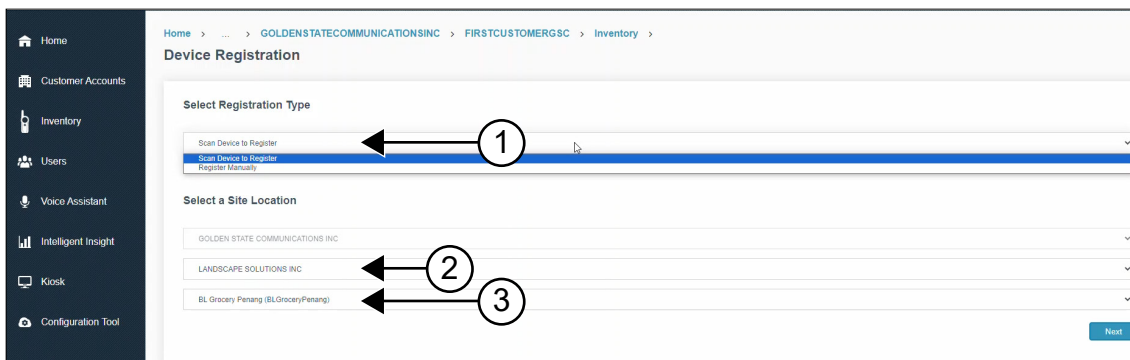 Home
Customer Accounts
Inventory
Users
Voice Assistant
Intelligent Insight
Kiosk
Configuration Tool
Home > ... > GOLDENSTATECOMMUNICATIONSINC > FIRSTCUSTOMERGSC > Inventory >
Device Registration
Select Registration Type
Scan Device to Register
1
Scan Device to Register
Register Manually
Select a Site Location
GOLDEN STATE COMMUNICATIONS INC
LANDSCAPE SOLUTIONS INC
2
BL Grocery Penang (BLGroceryPenang)
3
Next